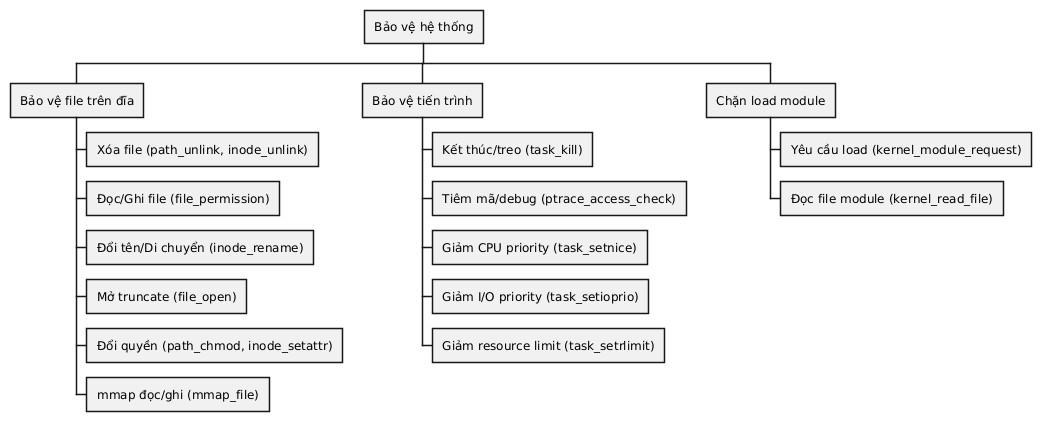 Bảo vệ hệ thống
Bảo vệ file trên đĩa
Xóa file (path_unlink, inode_unlink)
Đọc/Ghi file (file_permission)
Đổi tên/Di chuyển (inode_rename)
Mở truncate (file_open)
Đổi quyền (path_chmod, inode_setattr)
mmap đọc/ghi (mmap_file)
Bảo vệ tiến trình
Kết thúc/treo (task_kill)
Tiêm mã/debug (ptrace_access_check)
Giảm CPU priority (task_setnice)
Giảm I/O priority (task_setioprio)
Giảm resource limit (task_setrlimit)
Chặn load module
Yêu cầu load (kernel_module_request)
Đọc file module (kernel_read_file)